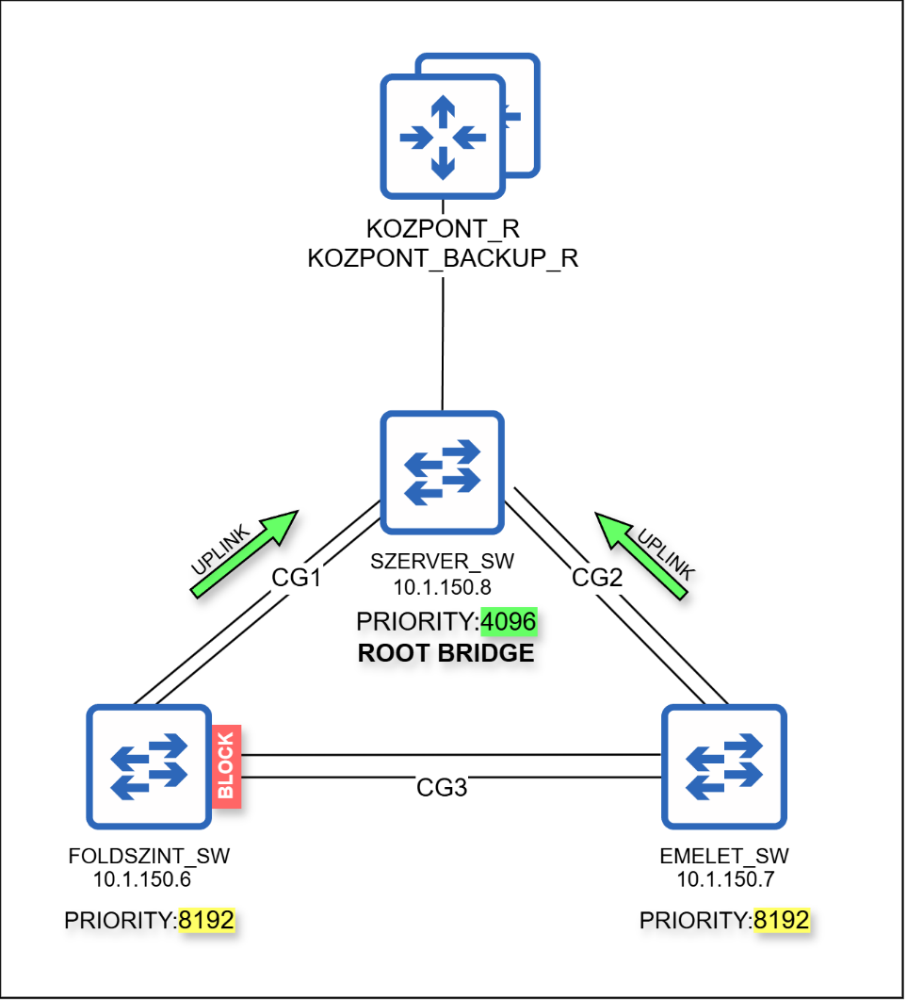 KOZPONT_R
KOZPONT_BACKUP_R
UPLINK
UPLINK
CG1
CG2
SZERVER_SW
10.1.150.8
PRIORITY:4096
ROOT BRIDGE
BLOCK
CG3
FOLDSZINT_SW
10.1.150.6
PRIORITY:8192
EMELET_SW
10.1.150.7
PRIORITY:8192